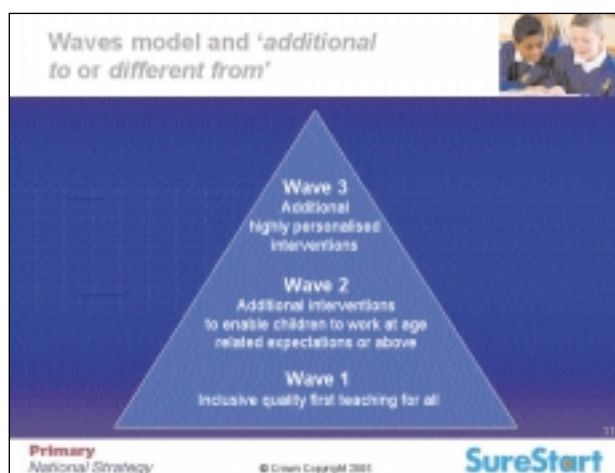 Waves model and ‘additional
to or different from’
Wave 3
Additional
highly personalised
interventions
Wave 2
Additional interventions
to enable children to work at age
related expectations or above
Wave 1
Inclusive quality first teaching for all
Primary
National Strategy
© Crown Copyright
SureStart